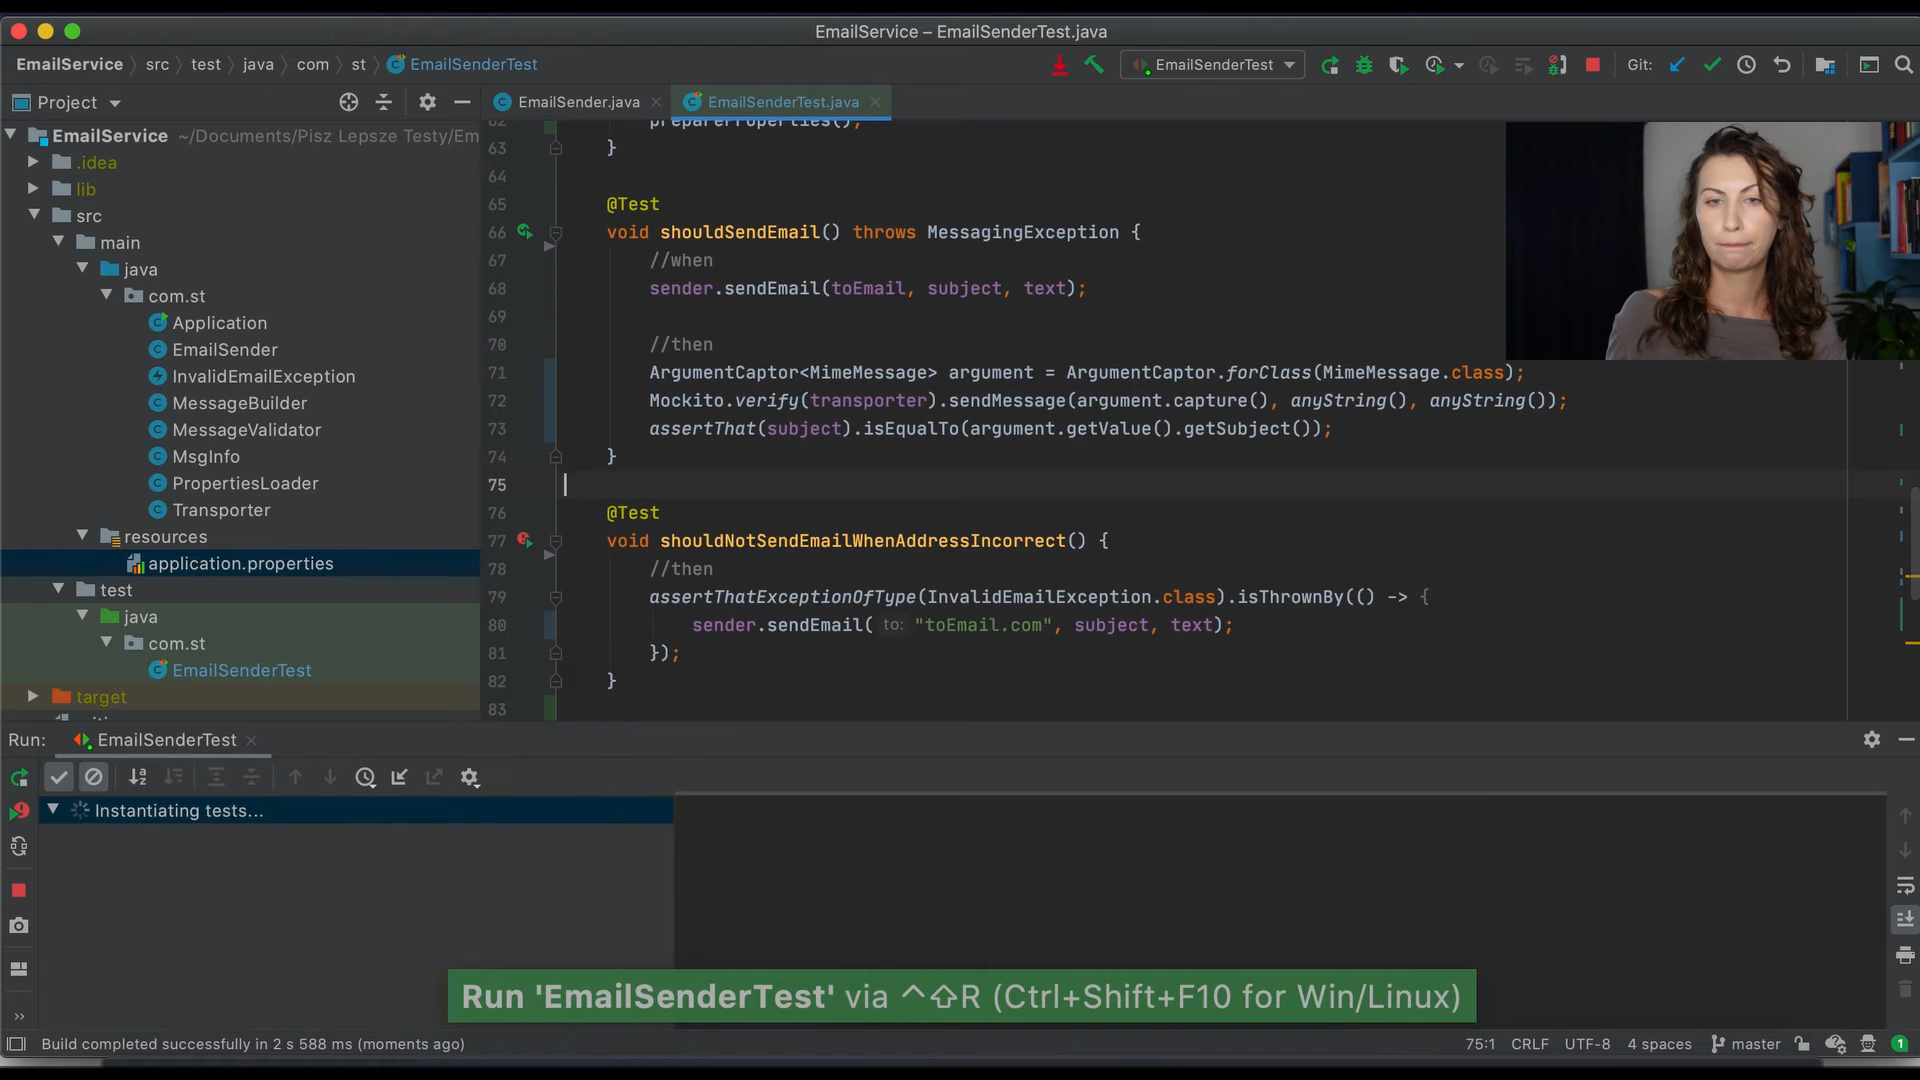 EmailService – EmailSenderTest.java
EmailService src test java com st EmailSenderTest
EmailSenderTest
Git:
Project
EmailSender.java
EmailSenderTest.java
EmailService ~/Documents/Pisz Lepsze Testy/Em
.idea
lib
src
main
java
com.st
Application
EmailSender
InvalidEmailException
MessageBuilder
MessageValidator
MsgInfo
PropertiesLoader
Transporter
resources
application.properties
test
java
com.st
EmailSenderTest
target
62 prepareProperties();
63 }
64
65 @Test
66 void shouldSendEmail() throws MessagingException {
67 //when
68 sender.sendEmail(toEmail, subject, text);
69
70 //then
71 ArgumentCaptor<MimeMessage> argument = ArgumentCaptor.forClass(MimeMessage.class);
72 Mockito.verify(transporter).sendMessage(argument.capture(), anyString(), anyString());
73 assertThat(subject).isEqualTo(argument.getValue().getSubject());
74 }
75
76 @Test
77 void shouldNotSendEmailWhenAddressIncorrect() {
78 //then
79 assertThatExceptionOfType(InvalidEmailException.class).isThrownBy(() -> {
80 sender.sendEmail( to: "toEmail.com", subject, text);
81 });
82 }
83
Run: EmailSenderTest
Instantiating tests...
Run 'EmailSenderTest' via ⌃⇧R (Ctrl+Shift+F10 for Win/Linux)
Build completed successfully in 2 s 588 ms (moments ago)
75:1 CRLF UTF-8 4 spaces master 1